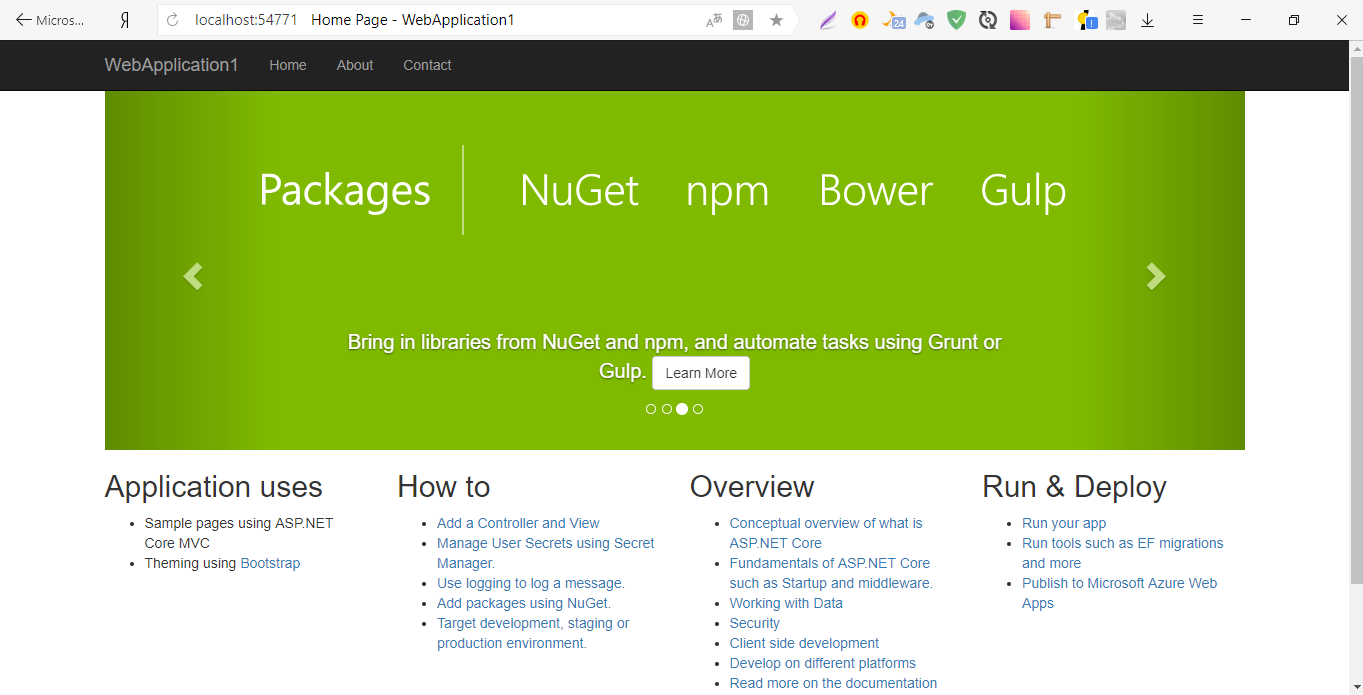 Micros... Я localhost:54771 Home Page - WebApplication1 24
WebApplication1 Home About Contact
Packages NuGet npm Bower Gulp
Bring in libraries from NuGet and npm, and automate tasks using Grunt or
Gulp. Learn More
Application uses
Sample pages using ASP.NET
Core MVC
Theming using Bootstrap
How to
Add a Controller and View
Manage User Secrets using Secret
Manager.
Use logging to log a message.
Add packages using NuGet.
Target development, staging or
production environment.
Overview
Conceptual overview of what is
ASP.NET Core
Fundamentals of ASP.NET Core
such as Startup and middleware.
Working with Data
Security
Client side development
Develop on different platforms
Read more on the documentation
Run & Deploy
Run your app
Run tools such as EF migrations
and more
Publish to Microsoft Azure Web
Apps